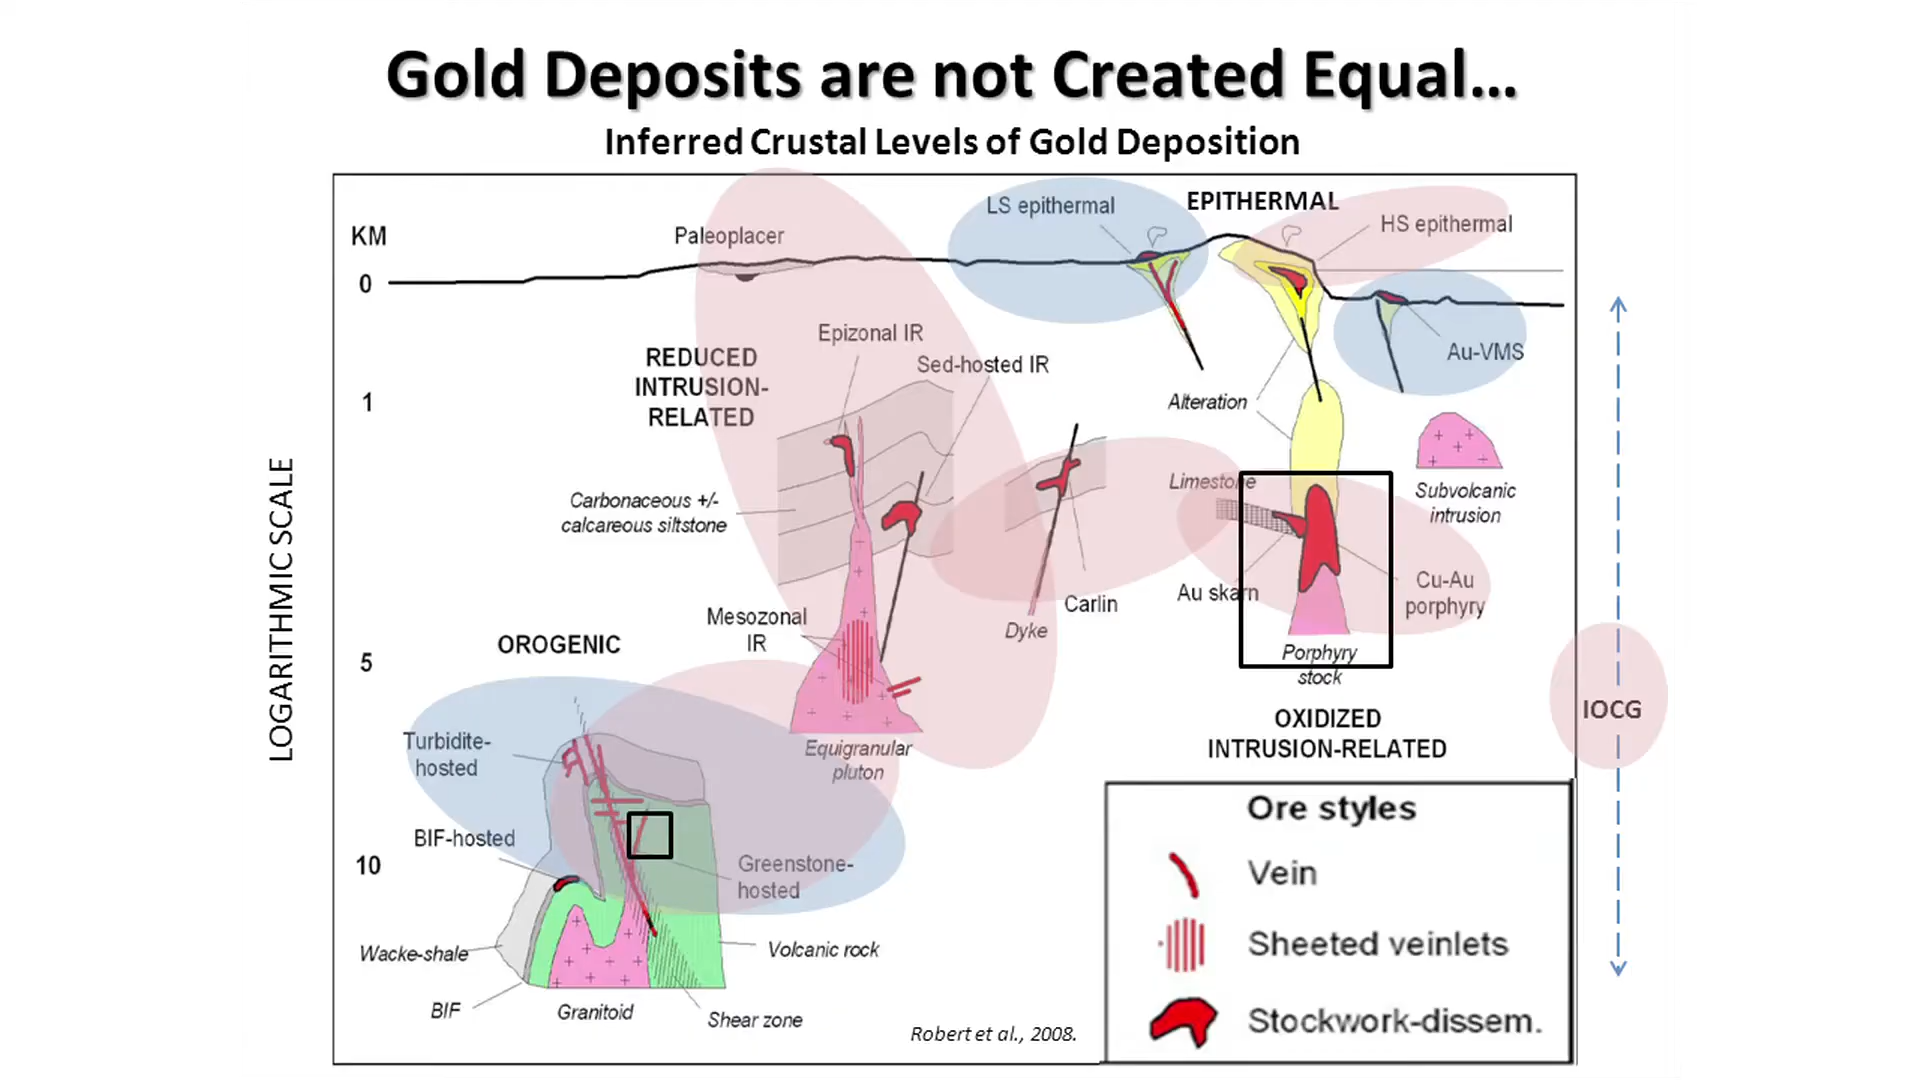 Gold Deposits are not Created Equal...
Inferred Crustal Levels of Gold Deposition
EPITHERMAL
LS epithermal
HS epithermal
KM
Paleoplacer
0
Epizonal IR
REDUCED
INTRUSION-
RELATED
Sed-hosted IR
Au-VMS
1
Alteration
Limestone
Subvolcanic
intrusion
Carbonaceous +/-
calcareous siltstone
LOGARITHMIC SCALE
Au skarn
Cu-Au
porphyry
Carlin
Dyke
Mesozonal
IR
OROGENIC
5
Porphyry
stock
IOCG
OXIDIZED
INTRUSION-RELATED
Equigranular
pluton
Turbidite-
hosted
BIF-hosted
10
Greenstone-
hosted
Wacke-shale
Volcanic rock
BIF
Granitoid
Shear zone
Robert et al., 2008.
Ore styles
Vein
Sheeted veinlets
Stockwork-dissem.